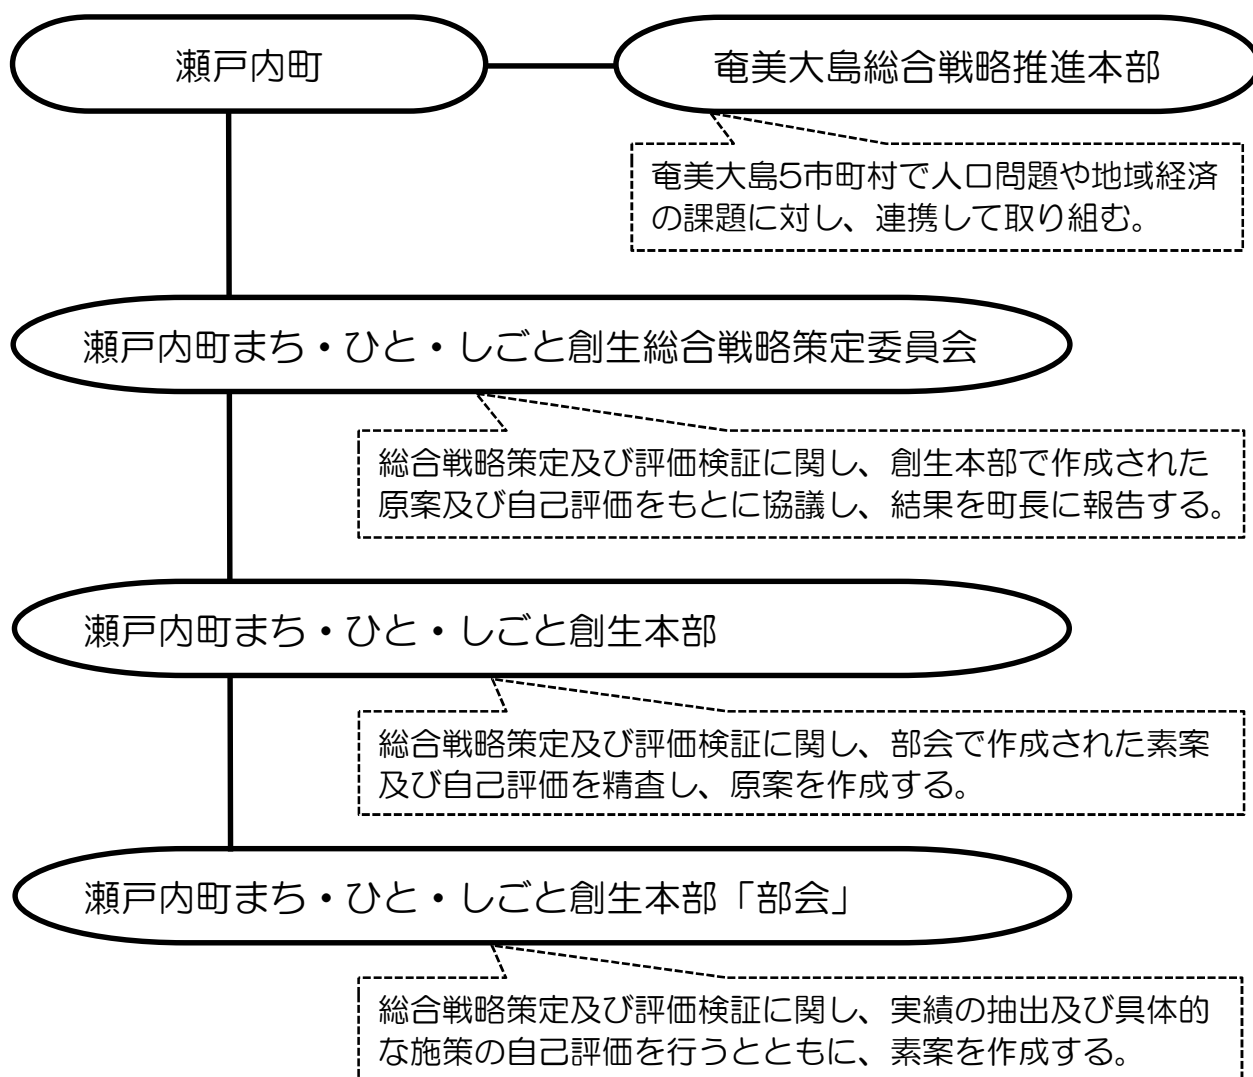 瀬戸内町
奄美大島総合戦略推進本部
奄美大島5市町村で人口問題や地域経済
の課題に対し、連携して取り組む。
瀬戸内町まち・ひと・しごと創生総合戦略策定委員会
総合戦略策定及び評価検証に関し、創生本部で作成された
原案及び自己評価をもとに協議し、結果を町長に報告する。
瀬戸内町まち・ひと・しごと創生本部
総合戦略策定及び評価検証に関し、部会で作成された素案
及び自己評価を精査し、原案を作成する。
瀬戸内町まち・ひと・しごと創生本部「部会」
総合戦略策定及び評価検証に関し、実績の抽出及び具体的
な施策の自己評価を行うとともに、素案を作成する。